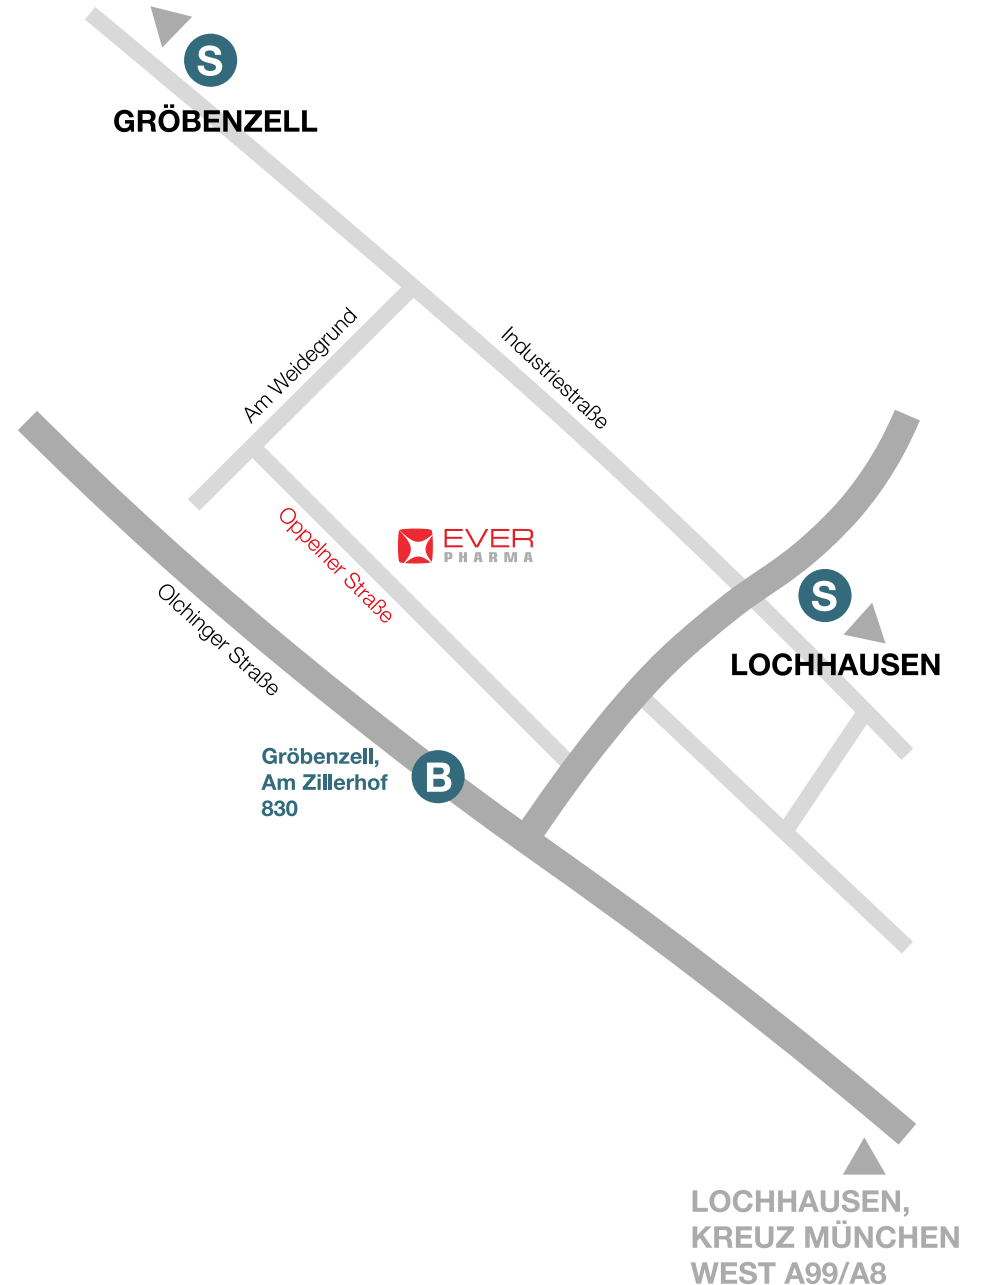 S
GRÖBENZELL
Am Weidegrund
Industriestraße
Oppelner Straße
EVER
PHARMA
Olchinger Straße
S
LOCHHAUSEN
Gröbenzell,
Am Zillerhof
830
B
LOCHHAUSEN,
KREUZ MÜNCHEN
WEST A99/A8